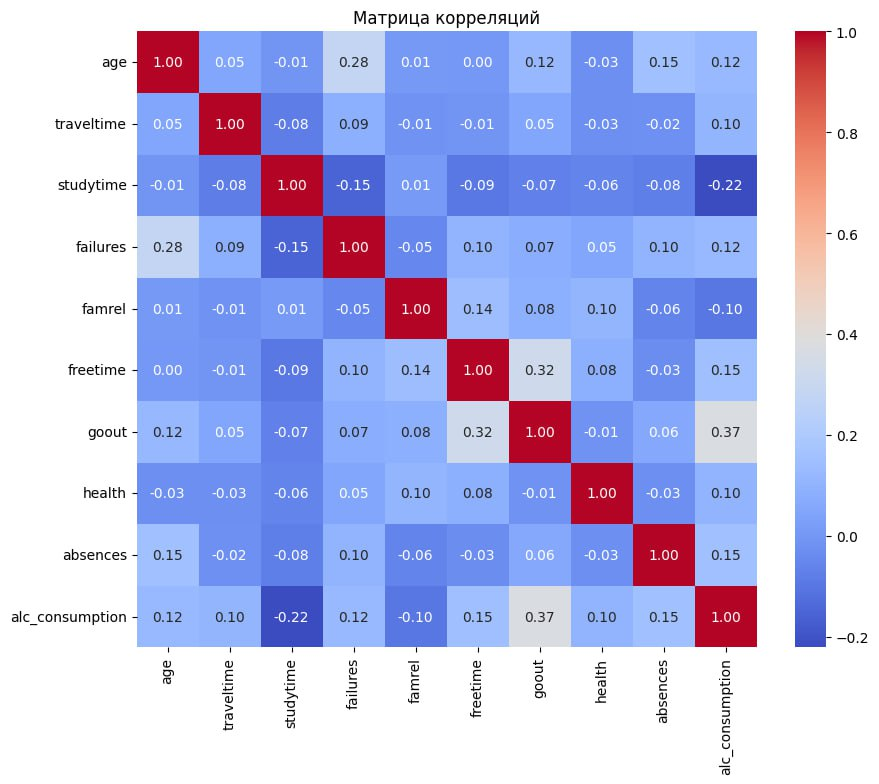 Матрица корреляций
age 1.00 0.05 -0.01 0.28 0.01 0.00 0.12 -0.03 0.15 0.12
traveltime 0.05 1.00 -0.08 0.09 -0.01 -0.01 0.05 -0.03 -0.02 0.10
studytime -0.01 -0.08 1.00 -0.15 0.01 -0.09 -0.07 -0.06 -0.08 -0.22
failures 0.28 0.09 -0.15 1.00 -0.05 0.10 0.07 0.05 0.10 0.12
famrel 0.01 -0.01 0.01 -0.05 1.00 0.14 0.08 0.10 -0.06 -0.10
freetime 0.00 -0.01 -0.09 0.10 0.14 1.00 0.32 0.08 -0.03 0.15
goout 0.12 0.05 -0.07 0.07 0.08 0.32 1.00 -0.01 0.06 0.37
health -0.03 -0.03 -0.06 0.05 0.10 0.08 -0.01 1.00 -0.03 0.10
absences 0.15 -0.02 -0.08 0.10 -0.06 -0.03 0.06 -0.03 1.00 0.15
alc_consumption 0.12 0.10 -0.22 0.12 -0.10 0.15 0.37 0.10 0.15 1.00
age traveltime studytime failures famrel freetime goout health absences alc_consumption
1.0
0.8
0.6
0.4
0.2
0.0
−0.2